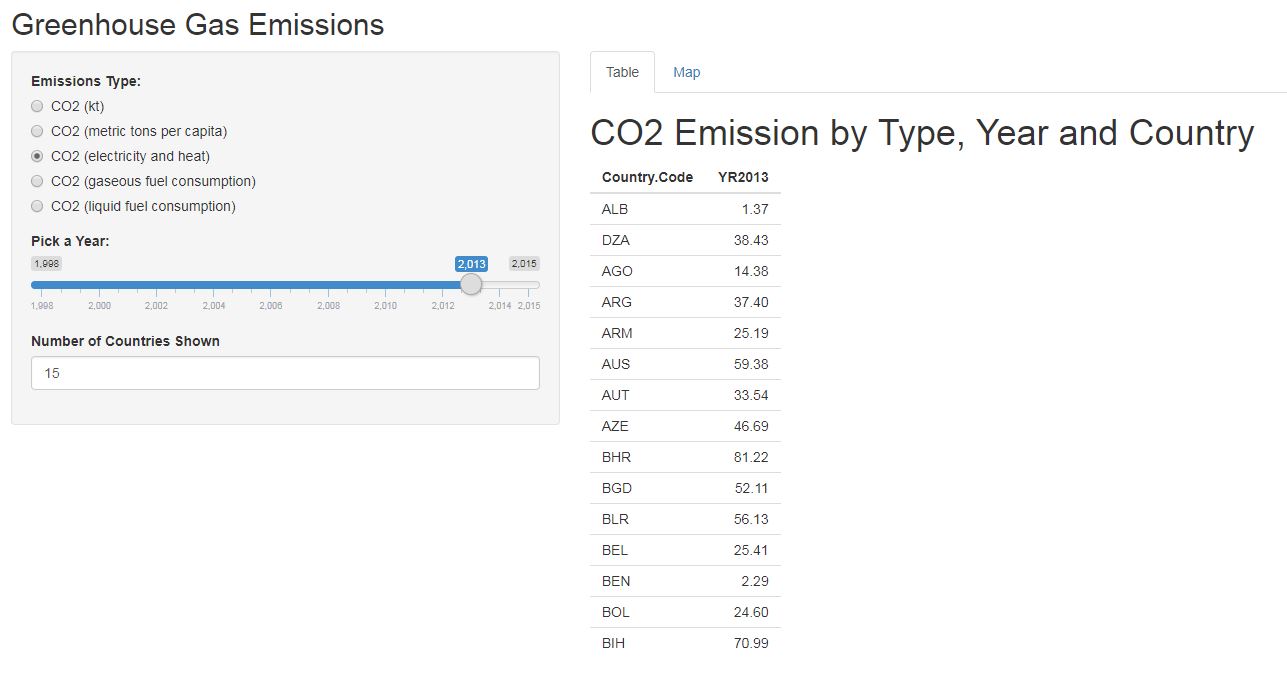 Greenhouse Gas Emissions
Emissions Type:
CO2 (kt)
CO2 (metric tons per capita)
CO2 (electricity and heat)
CO2 (gaseous fuel consumption)
CO2 (liquid fuel consumption)
Pick a Year:
1,998 2,013 2,015
1,998 2,000 2,002 2,004 2,006 2,008 2,010 2,012 2,014 2,015
Number of Countries Shown
15
Table Map
CO2 Emission by Type, Year and Country
Country.Code YR2013
ALB 1.37
DZA 38.43
AGO 14.38
ARG 37.40
ARM 25.19
AUS 59.38
AUT 33.54
AZE 46.69
BHR 81.22
BGD 52.11
BLR 56.13
BEL 25.41
BEN 2.29
BOL 24.60
BIH 70.99